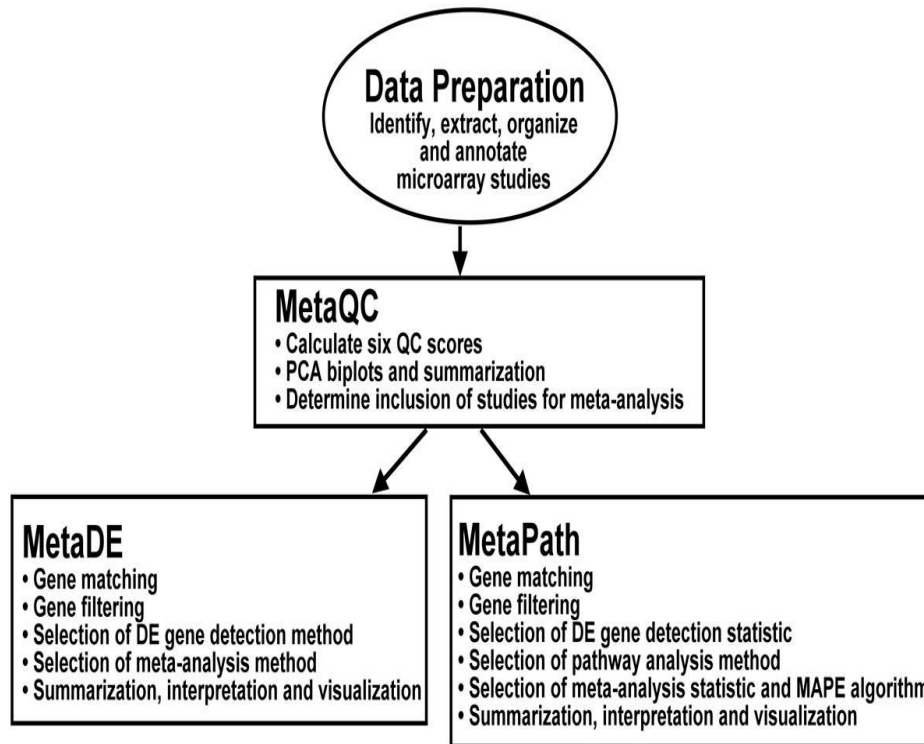 Data Preparation
Identify, extract, organize
and annotate
microarray studies
MetaQC
• Calculate six QC scores
• PCA biplots and summarization
• Determine inclusion of studies for meta-analysis
MetaDE
• Gene matching
• Gene filtering
• Selection of DE gene detection method
• Selection of meta-analysis method
• Summarization, interpretation and visualization
MetaPath
• Gene matching
• Gene filtering
• Selection of DE gene detection statistic
• Selection of pathway analysis method
• Selection of meta-analysis statistic and MAPE algorithm
• Summarization, interpretation and visualization